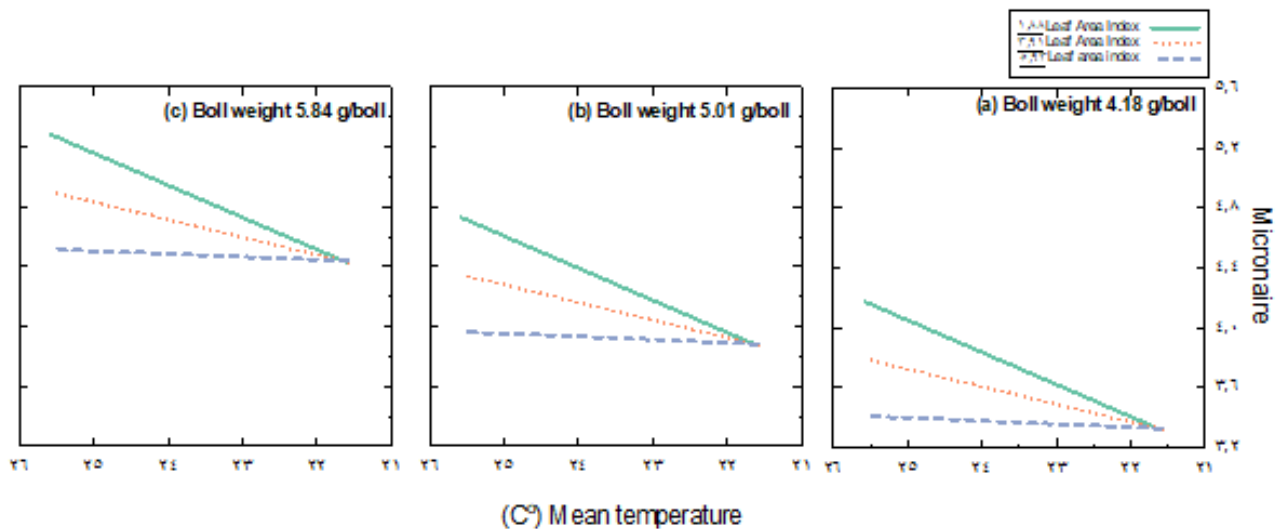 Leaf Area Index
Leaf Area Index
Leaf area index
(c) Boll weight 5.84 g/boll
(b) Boll weight 5.01 g/boll
(a) Boll weight 4.18 g/boll
٥,٦
٥,٢
٤,٨
٤,٤
٤,٠
٣,٦
٣,٢
Micronaire
٢٦ ٢٥ ٢٤ ٢٣ ٢٢ ٢١
٢٦ ٢٥ ٢٤ ٢٣ ٢٢ ٢١
٢٦ ٢٥ ٢٤ ٢٣ ٢٢ ٢١
(Cº) Mean temperature